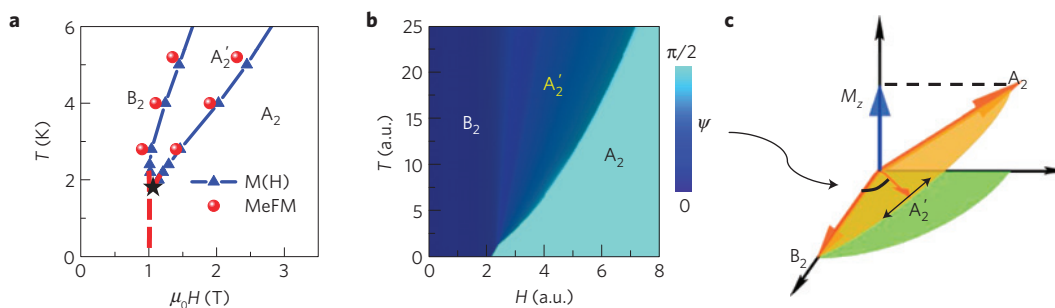 a
6
4
2
0
T (K)
B₂
A₂′
A₂
M(H)
MeFM
0
1
2
3
μ₀H (T)
b
25
20
15
10
5
0
T (a.u.)
B₂
A₂′
A₂
0
2
4
6
8
H (a.u.)
π/2
ψ
0
c
M_z
A₂
A₂′
B₂